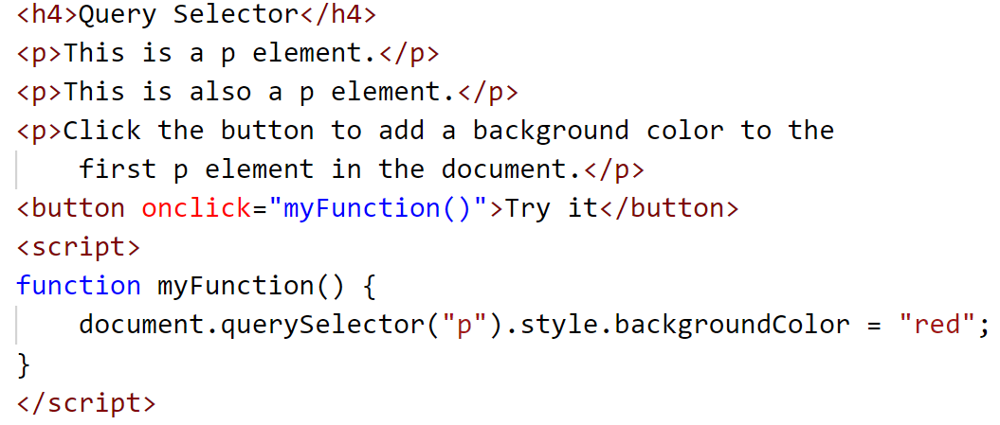 <h4>Query Selector</h4>
<p>This is a p element.</p>
<p>This is also a p element.</p>
<p>Click the button to add a background color to the
    first p element in the document.</p>
<button onclick="myFunction()">Try it</button>
<script>
function myFunction() {
    document.querySelector("p").style.backgroundColor = "red";
}
</script>